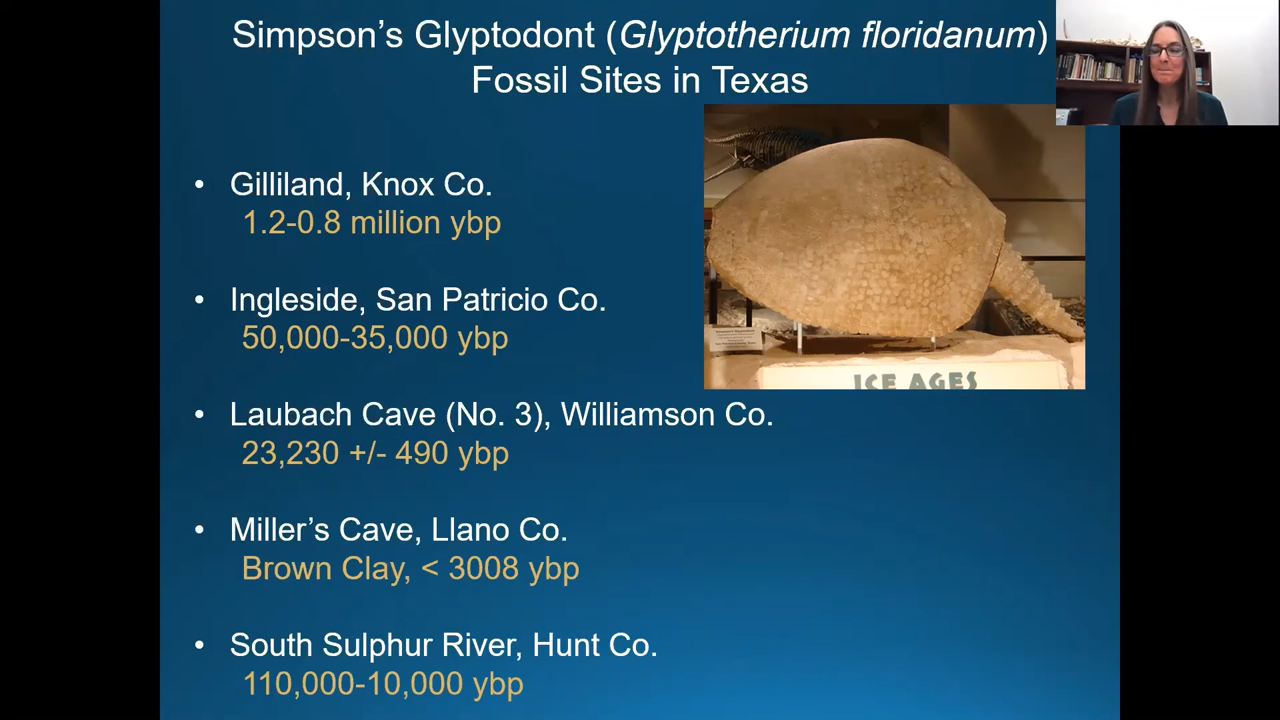 Simpson's Glyptodont (Glyptotherium floridanum)
Fossil Sites in Texas
• Gilliland, Knox Co.
1.2-0.8 million ybp
• Ingleside, San Patricio Co.
50,000-35,000 ybp
• Laubach Cave (No. 3), Williamson Co.
23,230 +/- 490 ybp
• Miller's Cave, Llano Co.
Brown Clay, < 3008 ybp
• South Sulphur River, Hunt Co.
110,000-10,000 ybp
ICE AGES